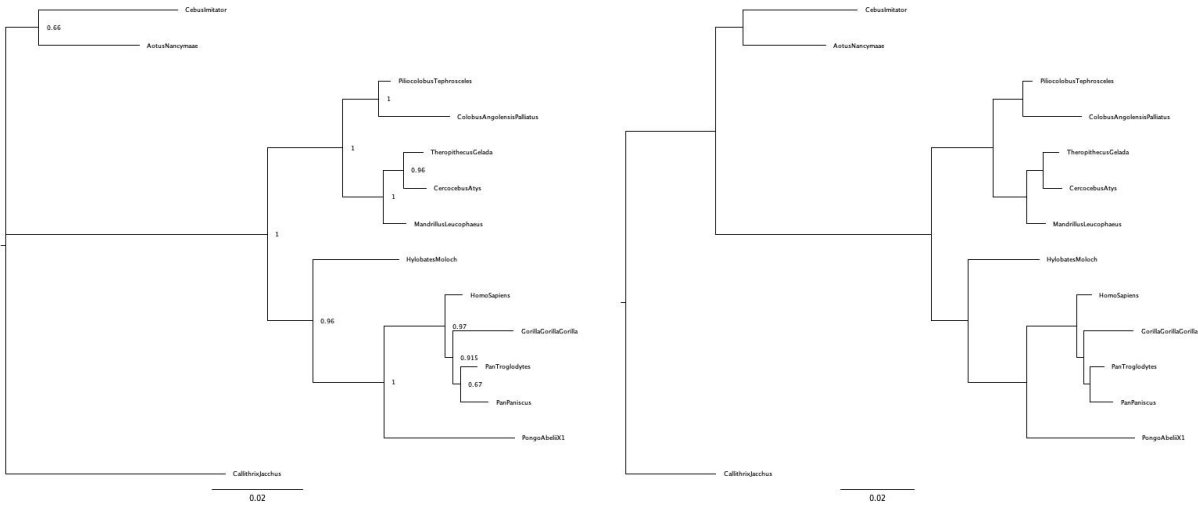 CebusImitator
0.66
AotusNancymaae
PiliocolobusTephrosceles
1
ColobusAngolensisPalliatus
1
TheropithecusGelada
0.96
CercocebusAtys
1
MandrillusLeucophaeus
1
HylobatesMoloch
HomoSapiens
0.96
0.97
GorillaGorillaGorilla
0.915
PanTroglodytes
1
0.67
PanPaniscus
PongoAbeliiX1
CallithrixJacchus
0.02
CebusImitator
AotusNancymaae
PiliocolobusTephrosceles
ColobusAngolensisPalliatus
TheropithecusGelada
CercocebusAtys
MandrillusLeucophaeus
HylobatesMoloch
HomoSapiens
GorillaGorillaGorilla
PanTroglodytes
PanPaniscus
PongoAbeliiX1
CallithrixJacchus
0.02